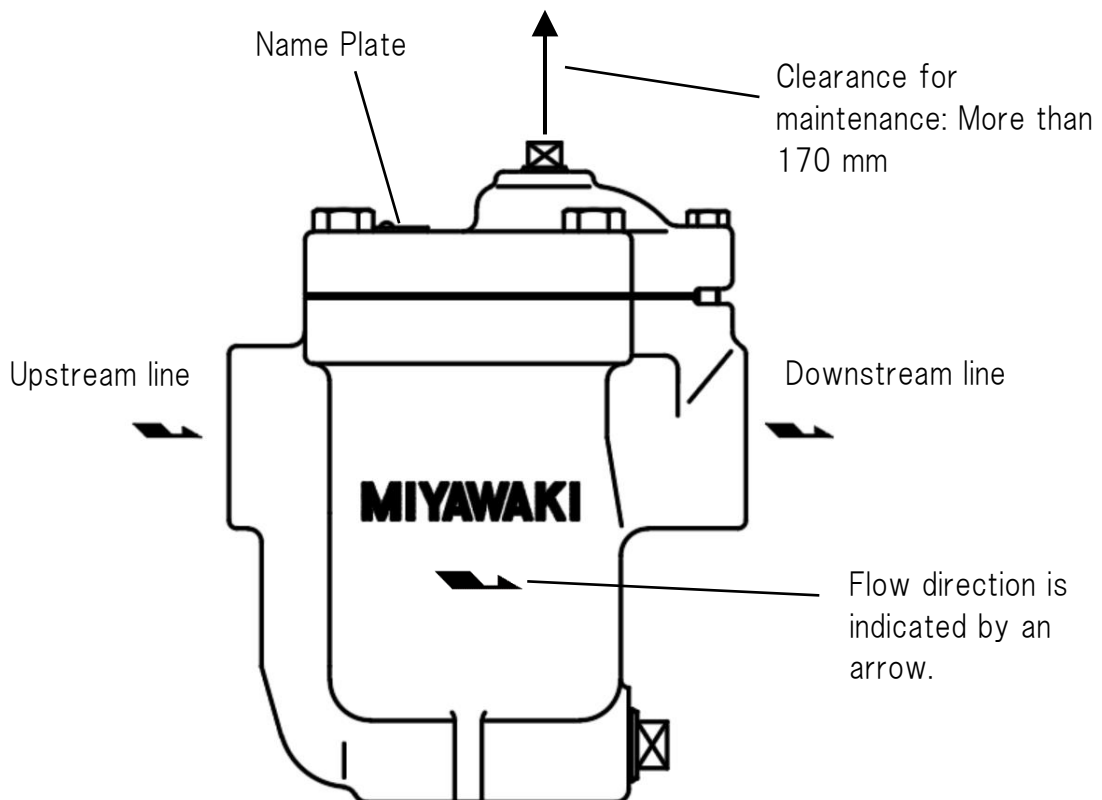 Name Plate
Clearance for
maintenance: More than
170 mm
Upstream line
Downstream line
MIYAWAKI
Flow direction is
indicated by an
arrow.